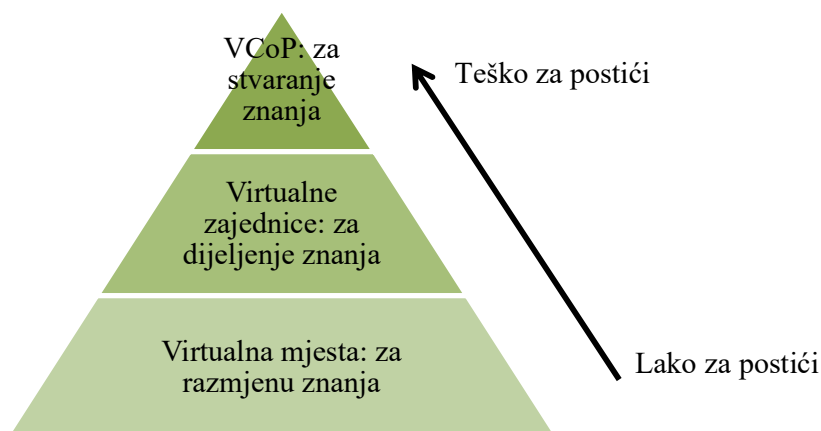 VCoP: za
stvaranje
znanja
Teško za postići
Virtualne
zajednice: za
dijeljenje znanja
Virtualna mjesta: za
razmjenu znanja
Lako za postići